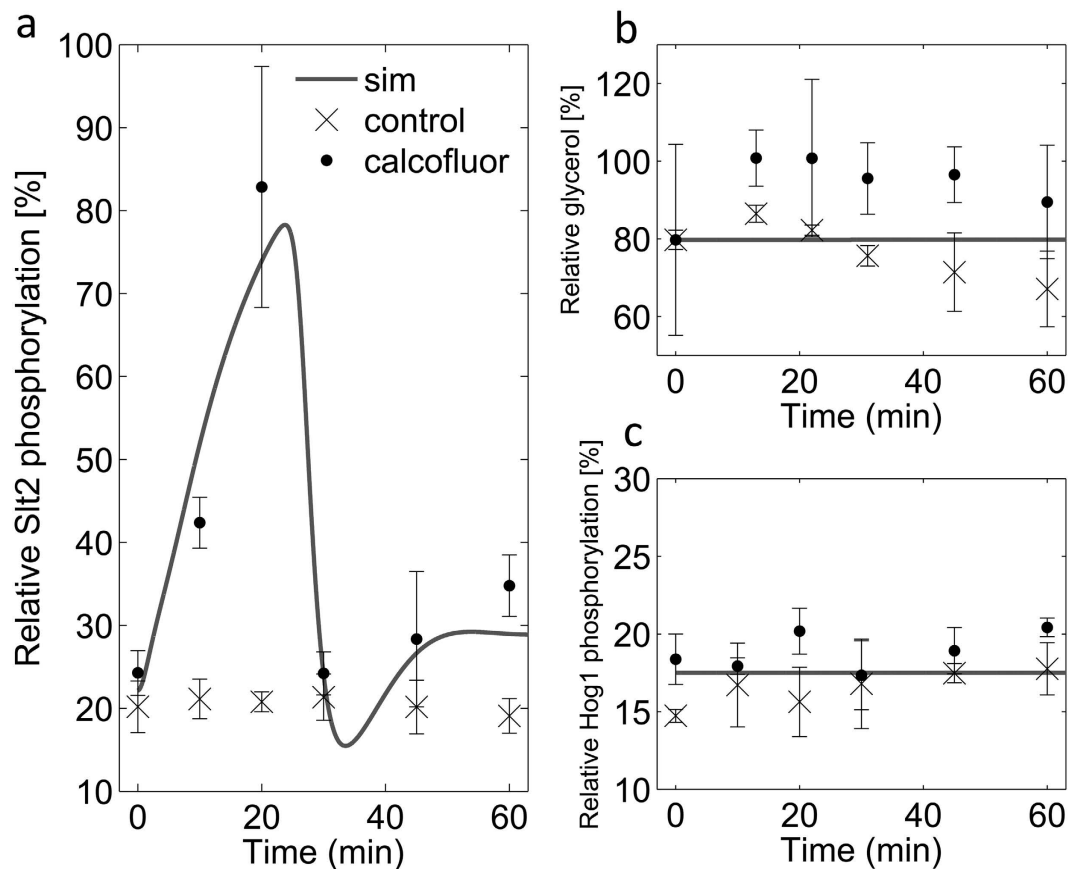 a
Relative Slt2 phosphorylation [%]
100
90
80
70
60
50
40
30
20
10
sim
control
calcofluor
0 20 40 60
Time (min)
b
Relative glycerol [%]
120
100
80
60
0 20 40 60
Time (min)
c
Relative Hog1 phosphorylation [%]
30
25
20
15
10
0 20 40 60
Time (min)